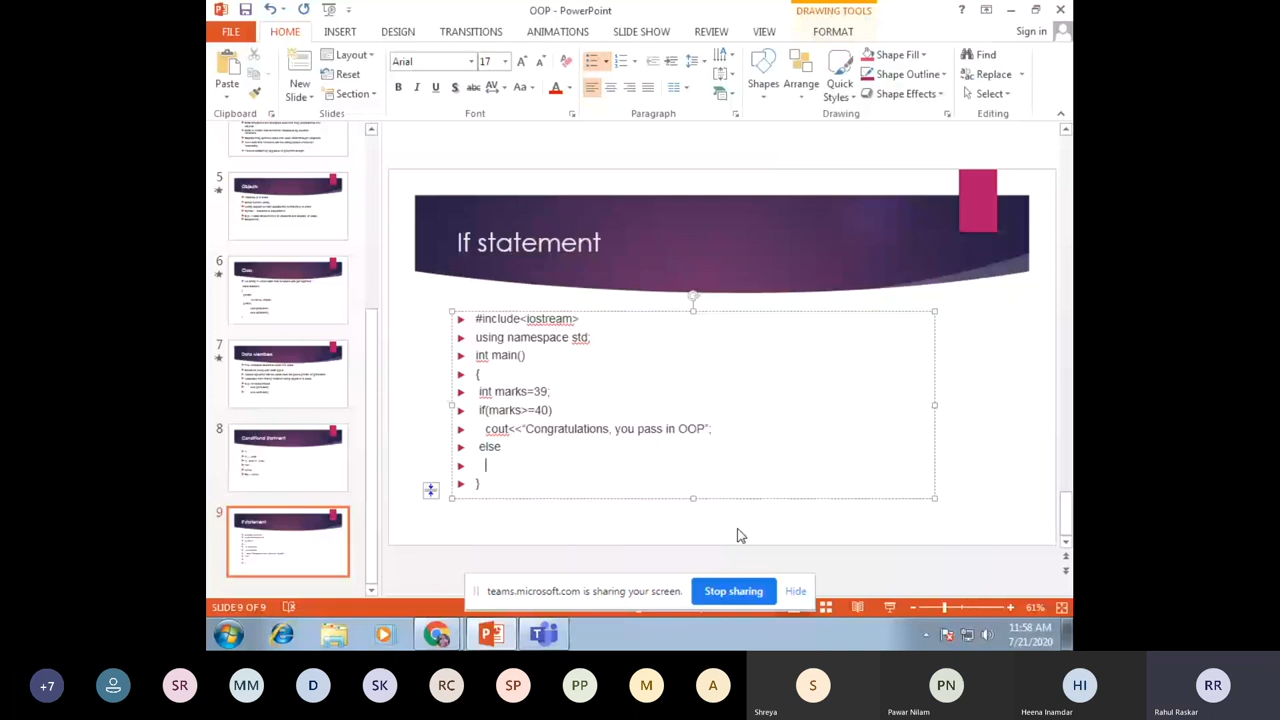 OOP - PowerPoint
DRAWING TOOLS
FILE
HOME
INSERT
DESIGN
TRANSITIONS
ANIMATIONS
SLIDE SHOW
REVIEW
VIEW
FORMAT
Sign in
Paste
New
Slide
Layout
Reset
Section
Arial
17
Shapes
Arrange
Quick
Styles
Shape Fill
Shape Outline
Shape Effects
Find
Replace
Select
Clipboard
Slides
Font
Paragraph
Drawing
Editing
5
6
7
8
9
If statement
#include<iostream>
using namespace std;
int main()
{
int marks=39;
if(marks>=40)
cout<<“Congratulations, you pass in OOP”;
else
}
teams.microsoft.com is sharing your screen.
Stop sharing
Hide
SLIDE 9 OF 9
61%
11:58 AM
7/21/2020
+7
SR
MM
D
SK
RC
SP
PP
M
A
S
PN
HI
RR
Shreya
Pawar Nilam
Heena Inamdar
Rahul Raskar